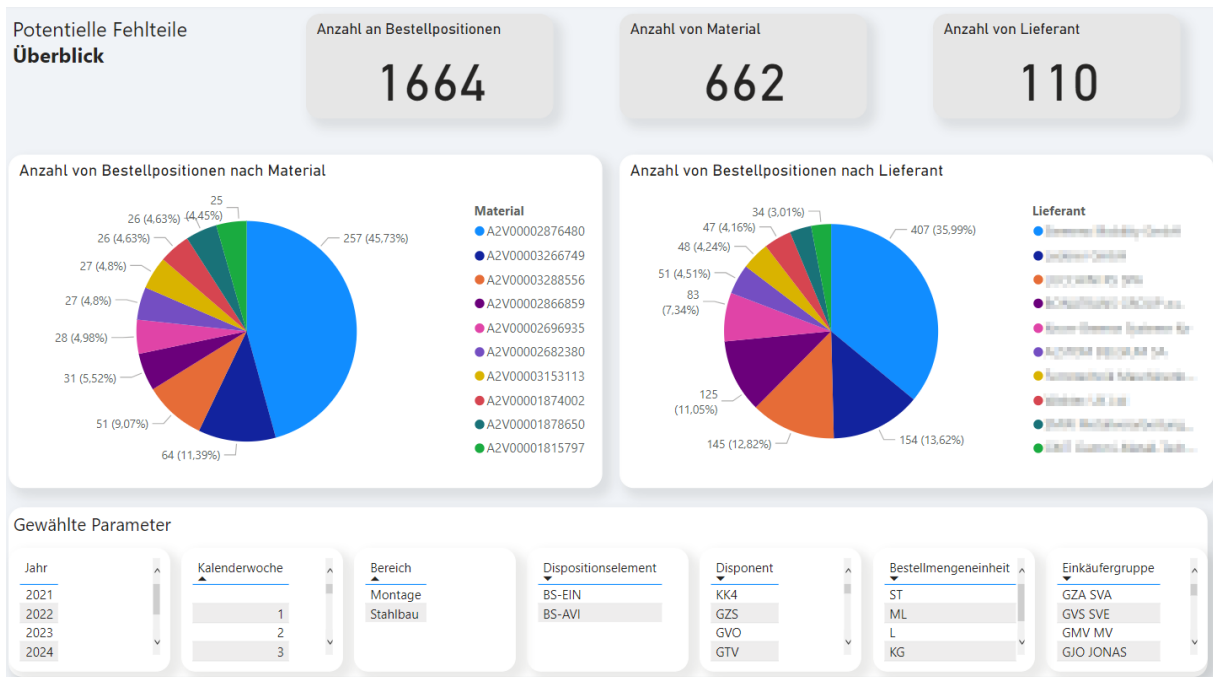 Potentielle Fehlteile
Überblick
Anzahl an Bestellpositionen
1664
Anzahl von Material
662
Anzahl von Lieferant
110
Anzahl von Bestellpositionen nach Material
257 (45,73%)
64 (11,39%)
51 (9,07%)
31 (5,52%)
28 (4,98%)
27 (4,8%)
27 (4,8%)
26 (4,63%)
26 (4,63%)
25
(4,45%)
Material
A2V00002876480
A2V00003266749
A2V00003288556
A2V00002866859
A2V00002696935
A2V00002682380
A2V00003153113
A2V00001874002
A2V00001878650
A2V00001815797
Anzahl von Bestellpositionen nach Lieferant
407 (35,99%)
154 (13,62%)
145 (12,82%)
125
(11,05%)
83
(7,34%)
51 (4,51%)
48 (4,24%)
47 (4,16%)
34 (3,01%)
Lieferant
Gewählte Parameter
Jahr
2021
2022
2023
2024
Kalenderwoche
1
2
3
Bereich
Montage
Stahlbau
Dispositionselement
BS-EIN
BS-AVI
Disponent
KK4
GZS
GVO
GTV
Bestellmengeneinheit
ST
ML
L
KG
Einkäufergruppe
GZA SVA
GVS SVE
GMV MV
GJO JONAS